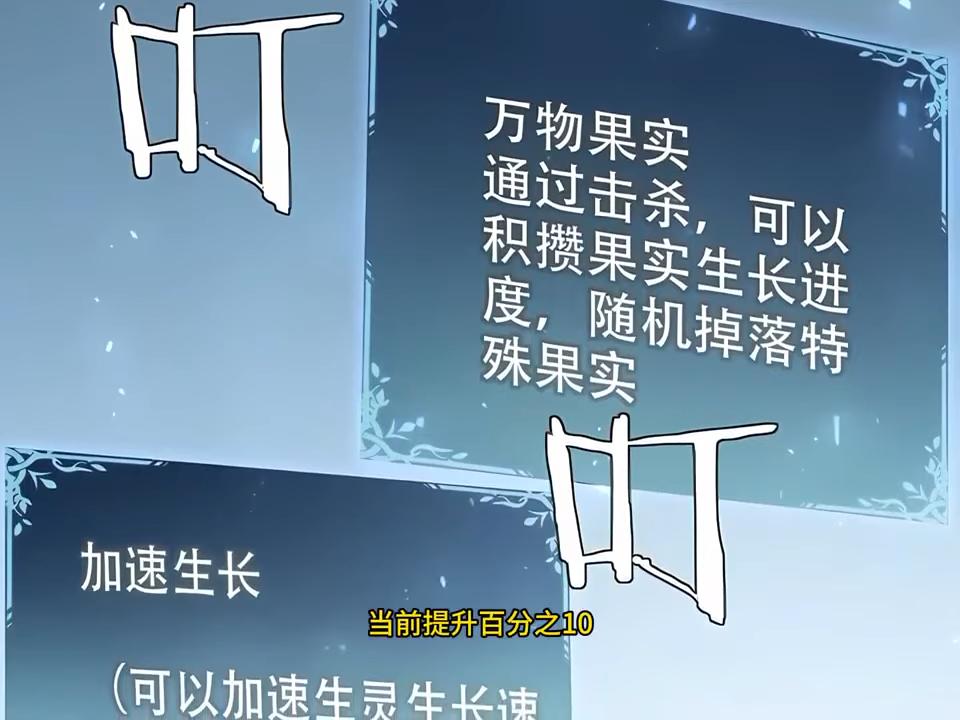 叮
万物果实
通过击杀，可以
积攒果实生长进
度，随机掉落特
殊果实
叮
加速生长
当前提升百分之10
（可以加速生灵生长速